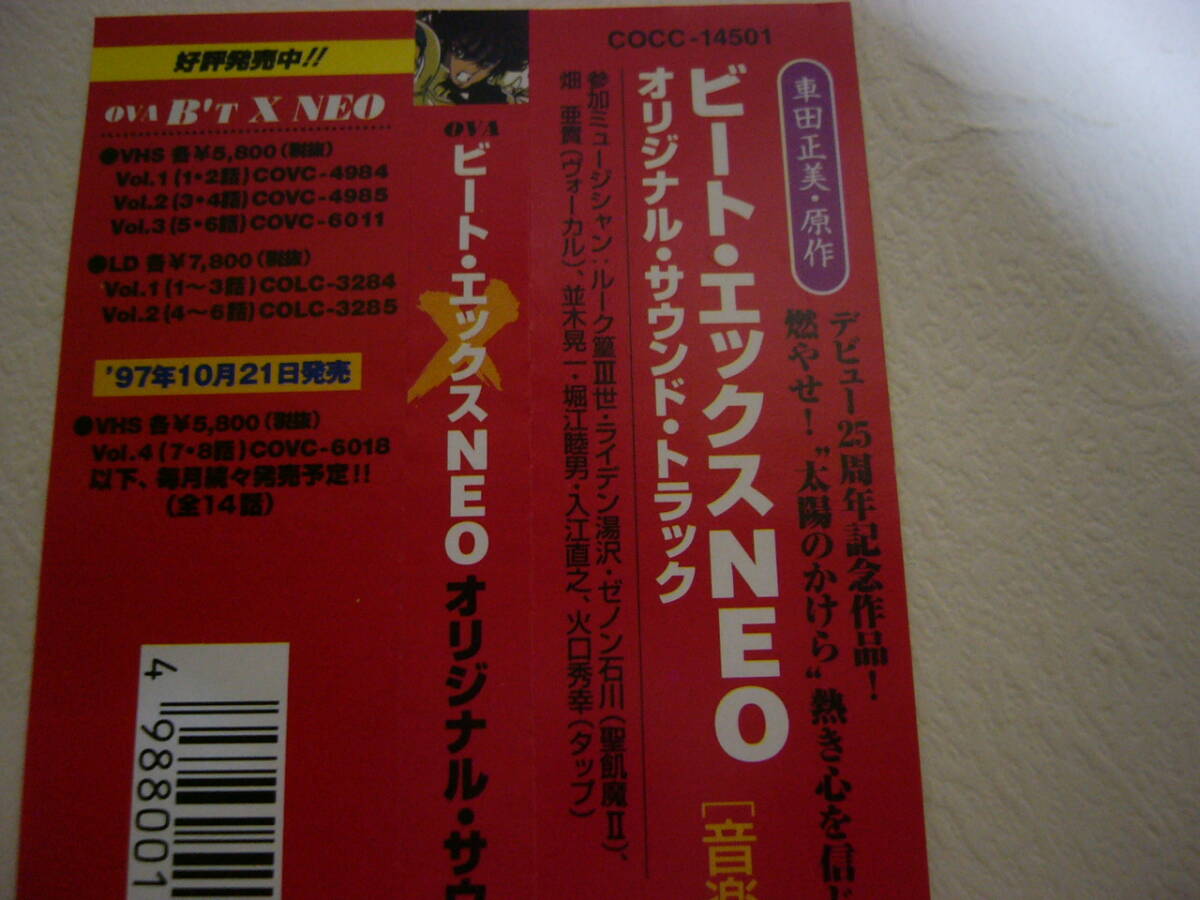 COCC-14501
車田正美・原作
デビュー25周年記念作品！
燃やせ！“太陽のかけら”熱き心を信
ビート・エックスNEO
オリジナル・サウンド・トラック
[音楽
参加ミュージシャン：ルーク篁Ⅲ世・ライデン湯沢・ゼノン石川（聖飢魔Ⅱ）、
畑 亜貴（ヴォーカル）、並木晃一・堀江睦男・入江直之、火口秀幸（タップ）
OVA
ビート・エックスNEO オリジナル・サウ
X
好評発売中!!
OVA B'T X NEO
●VHS 各¥5,800（税抜）
Vol.1（1・2話）COVC-4984
Vol.2（3・4話）COVC-4985
Vol.3（5・6話）COVC-6011
●LD 各¥7,800（税抜）
Vol.1（1〜3話）COLC-3284
Vol.2（4〜6話）COLC-3285
'97年10月21日発売
●VHS 各¥5,800（税抜）
Vol.4（7・8話）COVC-6018
以下、毎月続々発売予定!!
（全14話）
4 988001